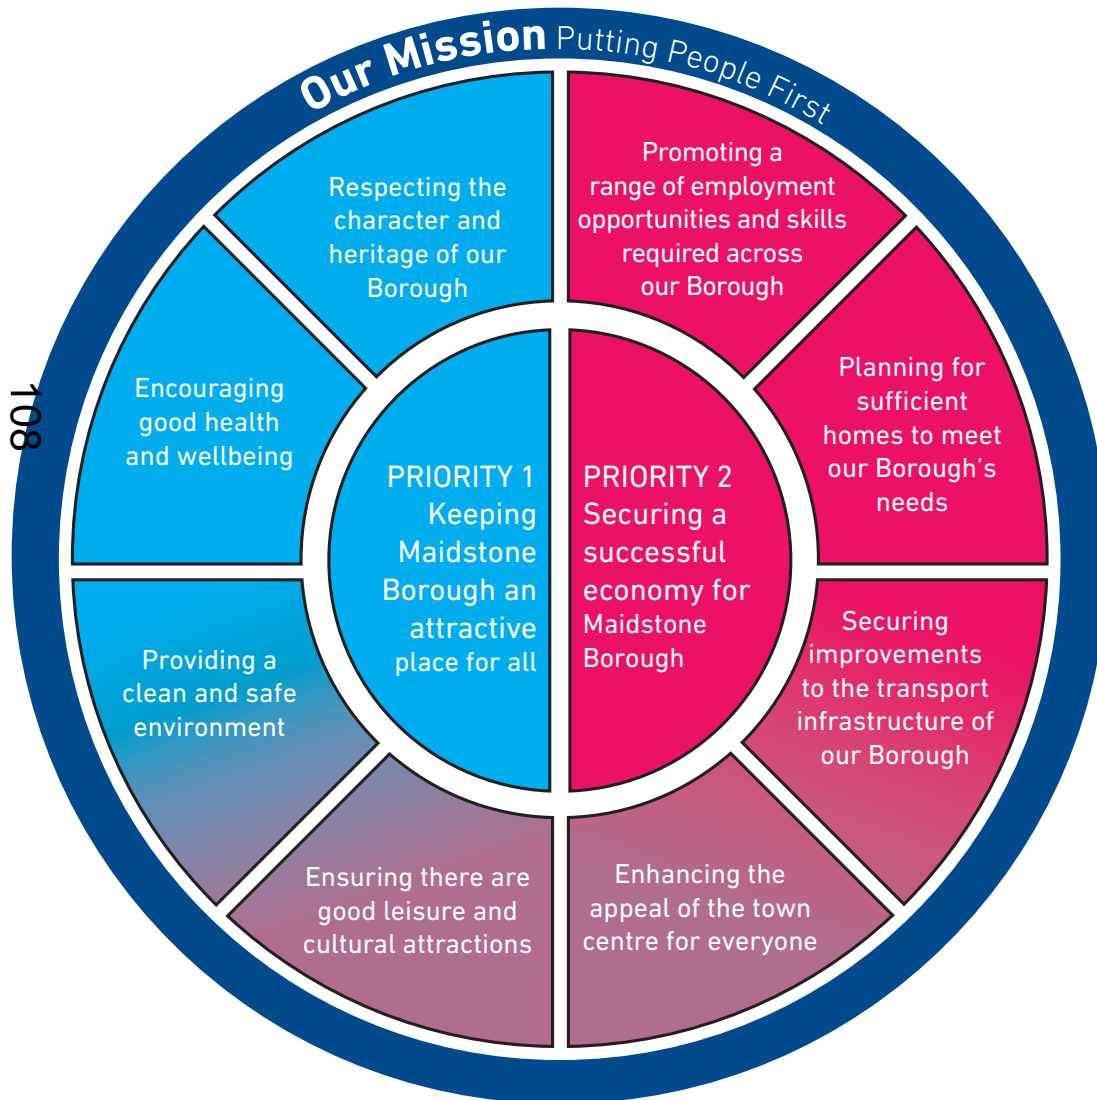 Our Mission Putting People First
Respecting the
character and
heritage of our
Borough
Promoting a
range of employment
opportunities and skills
required across
our Borough
Encouraging
good health
and wellbeing
Planning for
sufficient
homes to meet
our Borough's
needs
108
PRIORITY 1
Keeping
Maidstone
Borough an
attractive
place for all
PRIORITY 2
Securing a
successful
economy for
Maidstone
Borough
Providing a
clean and safe
environment
Securing
improvements
to the transport
infrastructure of
our Borough
Ensuring there are
good leisure and
cultural attractions
Enhancing the
appeal of the town
centre for everyone